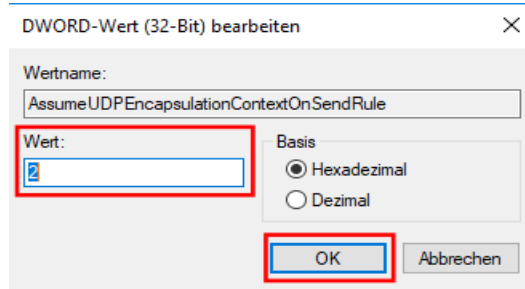 DWORD-Wert (32-Bit) bearbeiten
Wertname:
AssumeUDPEncapsulationContextOnSendRule
Wert:
2
Basis
Hexadezimal
Dezimal
OK
Abbrechen